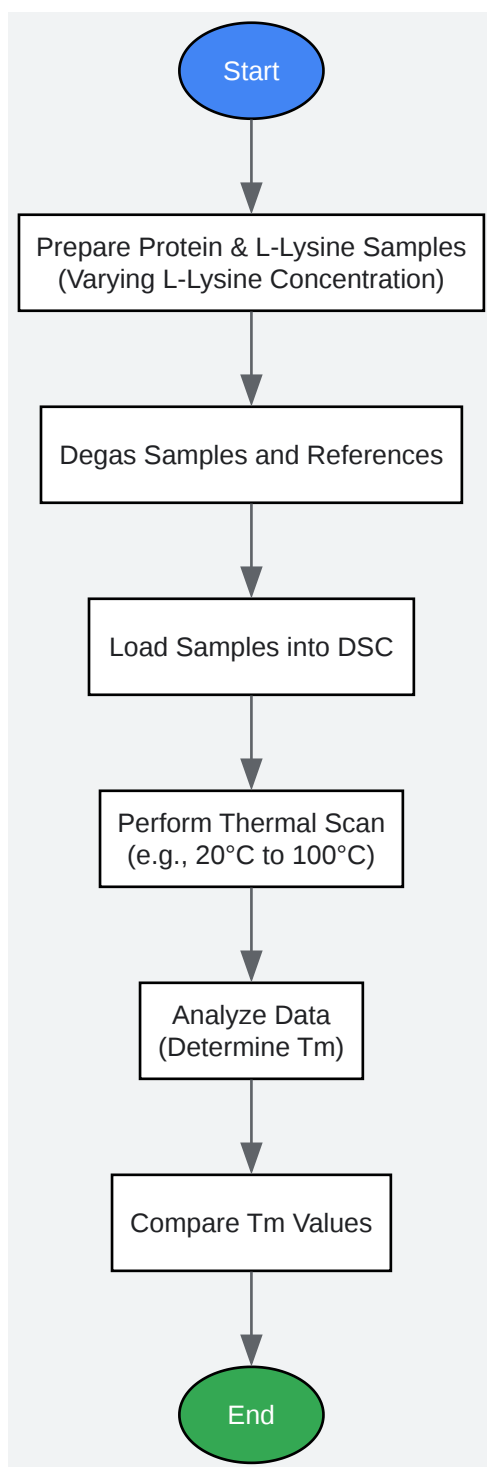 Start
Prepare Protein & L-Lysine Samples
(Varying L-Lysine Concentration)
Degas Samples and References
Load Samples into DSC
Perform Thermal Scan
(e.g., 20°C to 100°C)
Analyze Data
(Determine Tm)
Compare Tm Values
End